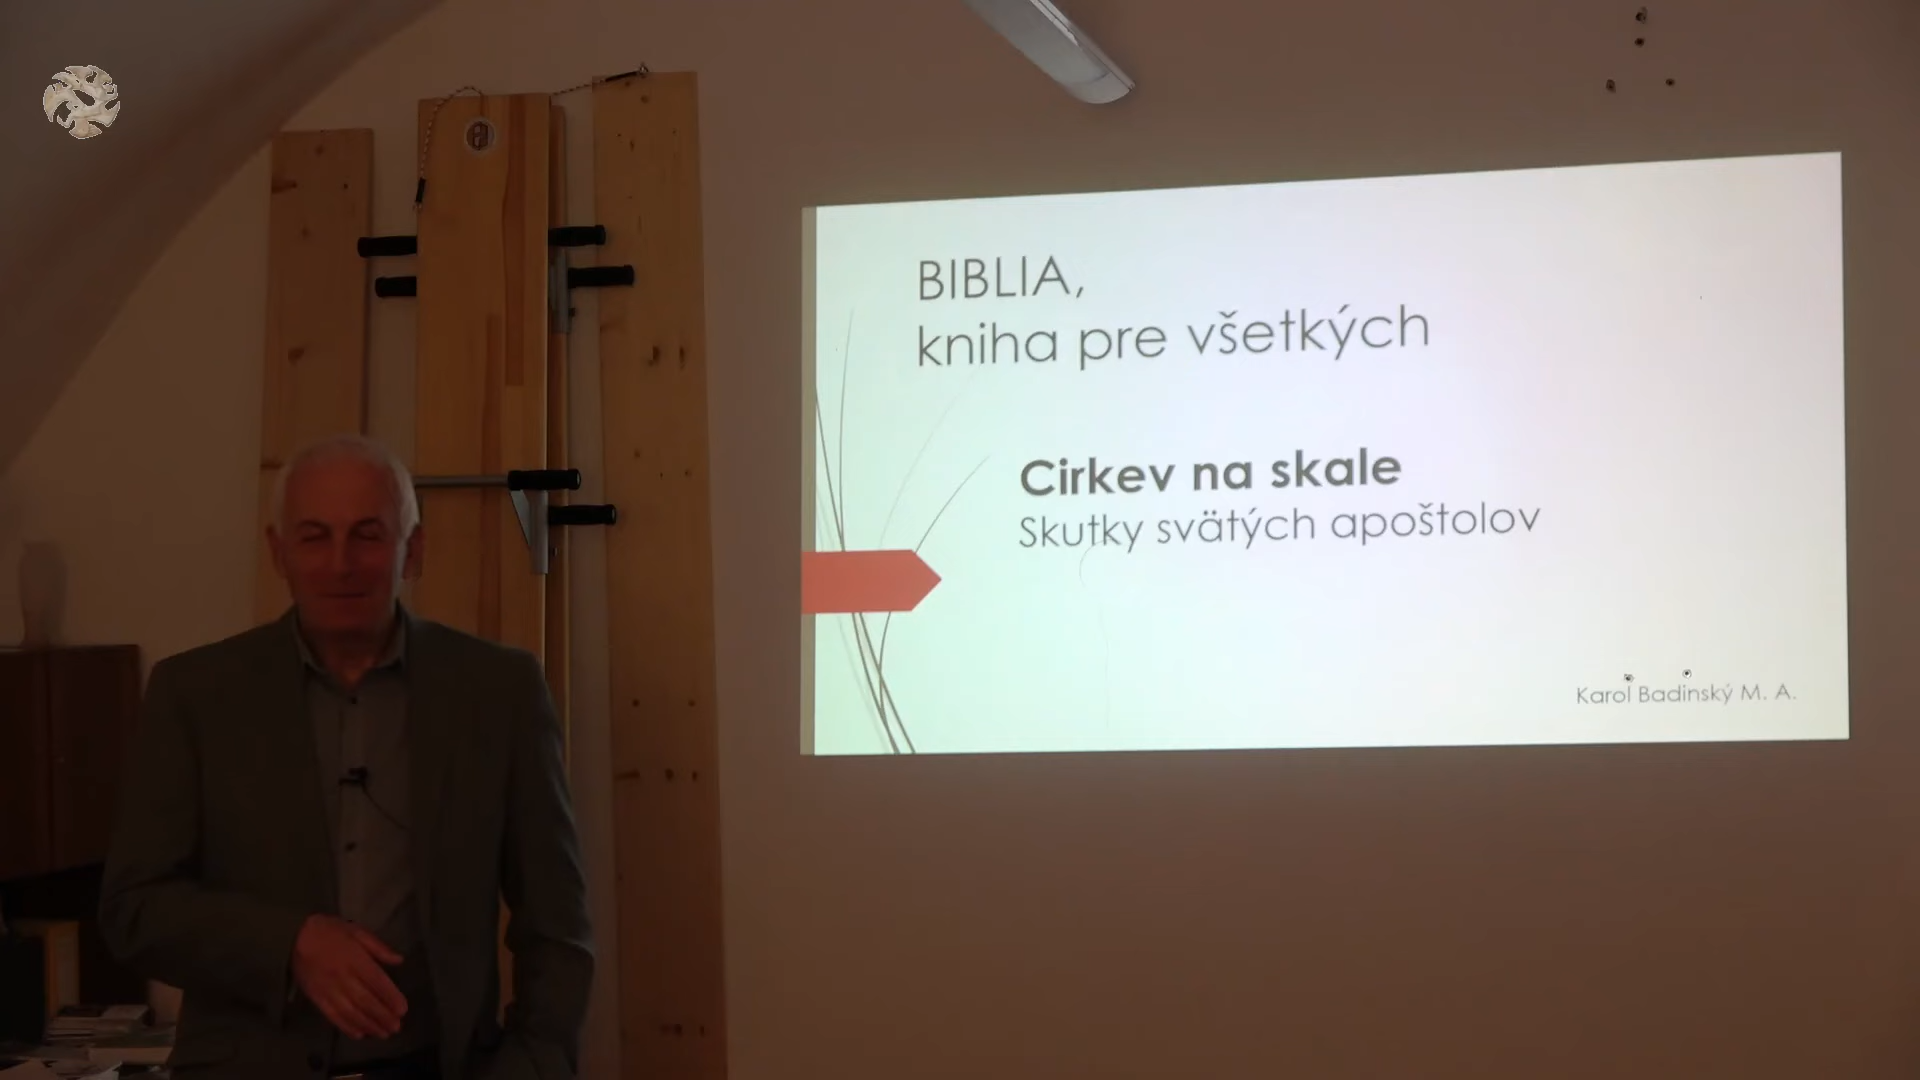 BIBLIA,
kniha pre všetkých
Cirkev na skale
Skutky svätých apoštolov
Karol Badinský M. A.